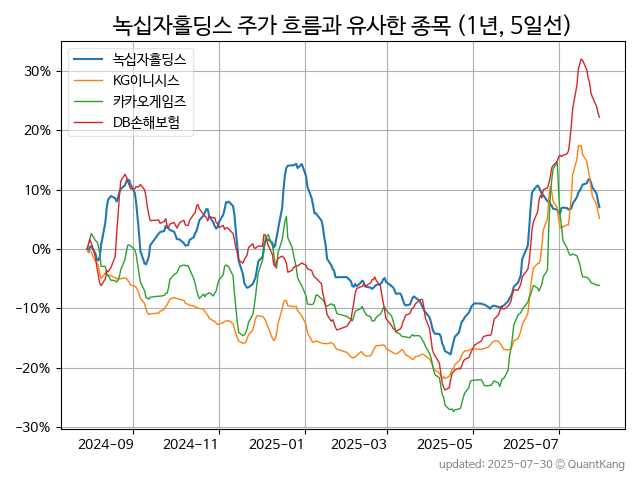 녹십자홀딩스 주가 흐름과 유사한 종목 (1년, 5일선)
녹십자홀딩스
KG이니시스
카카오게임즈
DB손해보험
30%
20%
10%
0%
−10%
−20%
−30%
2024-09 2024-11 2025-01 2025-03 2025-05 2025-07
updated: 2025-07-30 © QuantKang